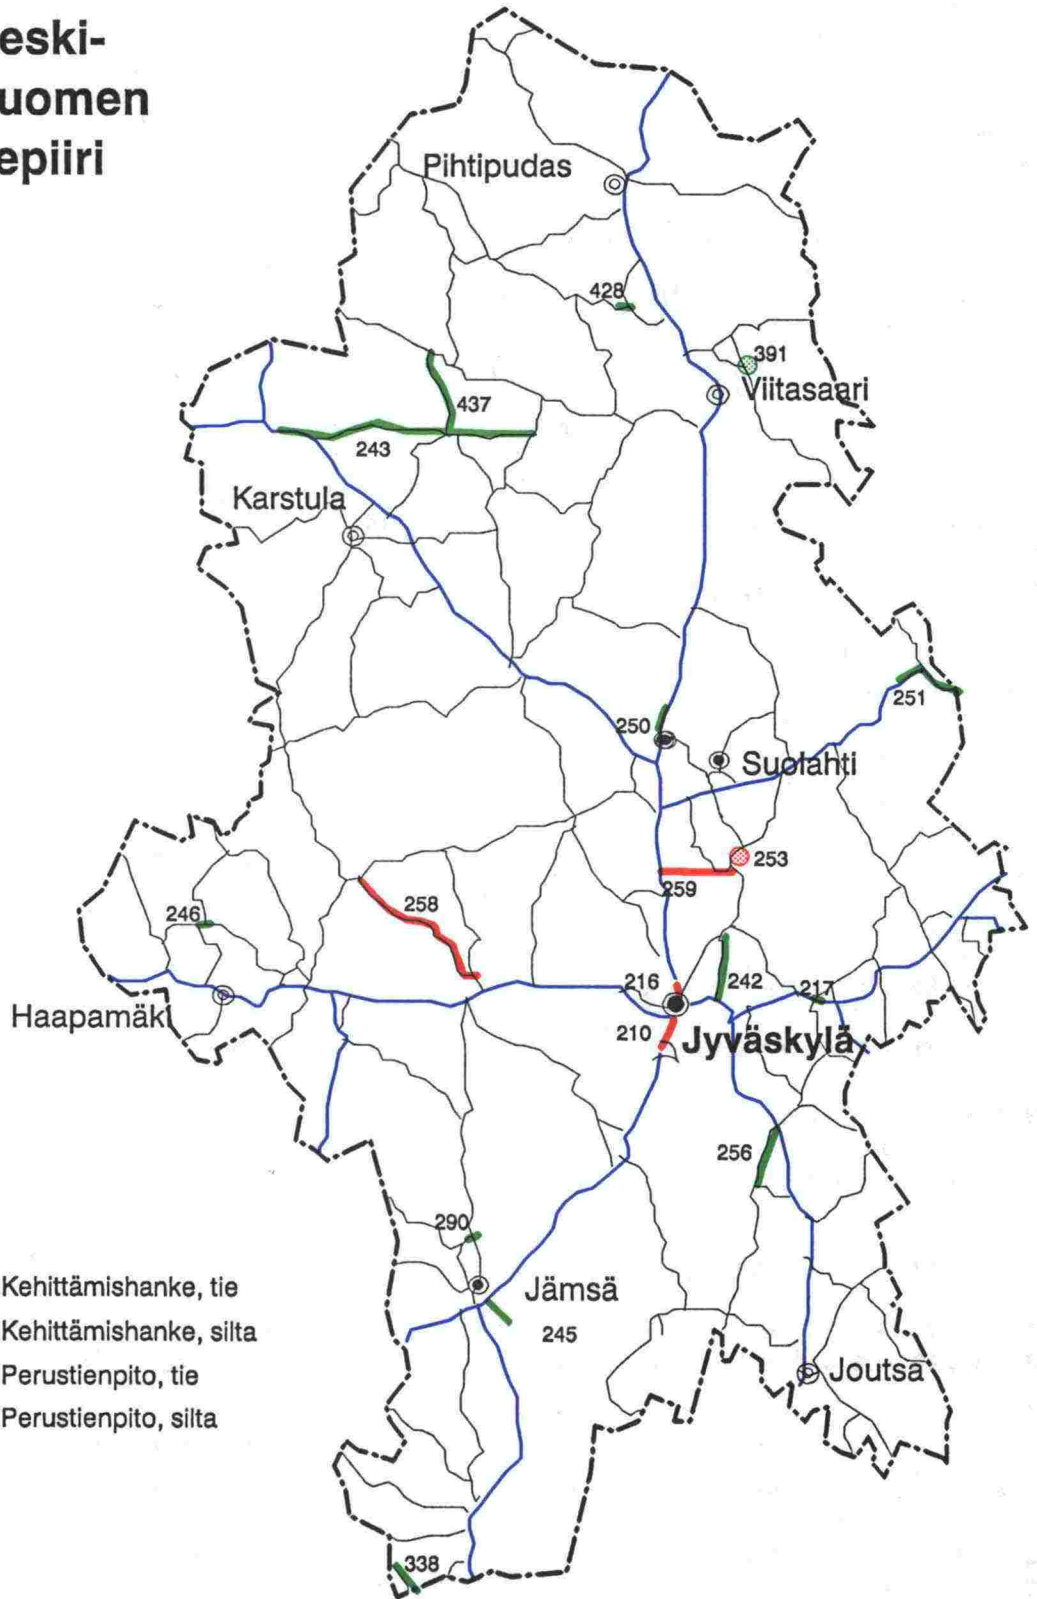 eski-
uomen
epiiri
Pihtipudas
428
391
Viitasaari
437
243
Karstula
251
250
Suolahti
253
259
258
246
216
242
217
Haapamäk
210
Jyväskylä
256
290
Kehittämishanke, tie
Jämsä
Kehittämishanke, silta
245
Perustienpito, tie
Joutsa
Perustienpito, silta
338